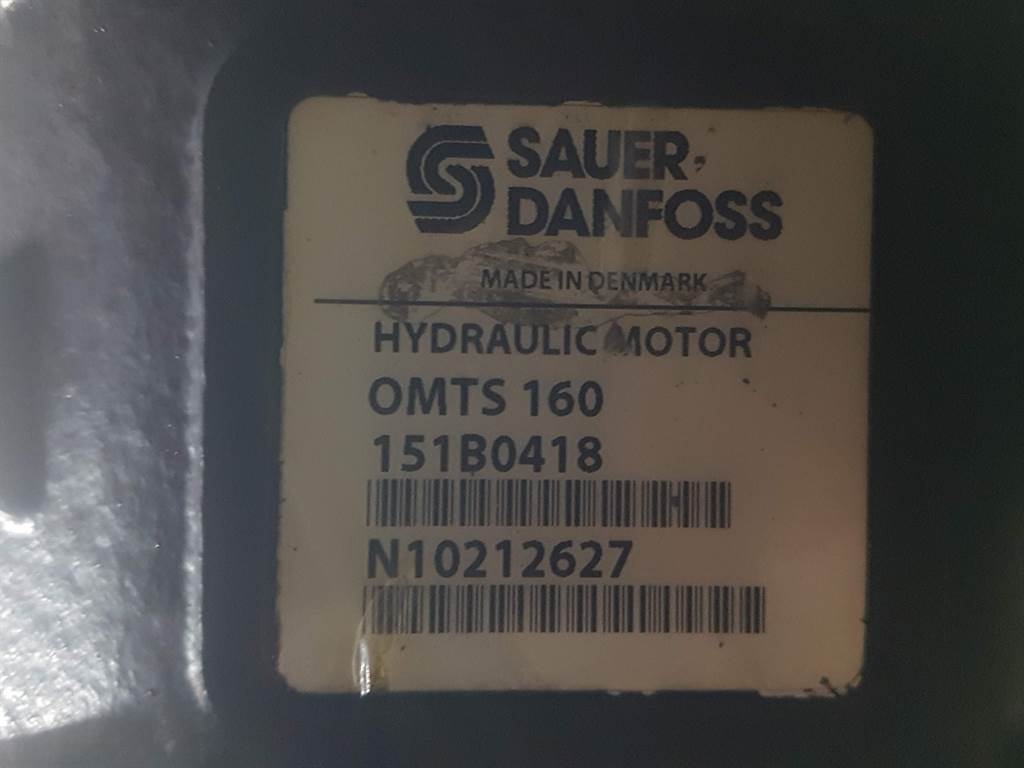 SAUER
DANFOSS
MADE IN DENMARK
HYDRAULIC MOTOR
OMTS 160
151B0418
N10212627